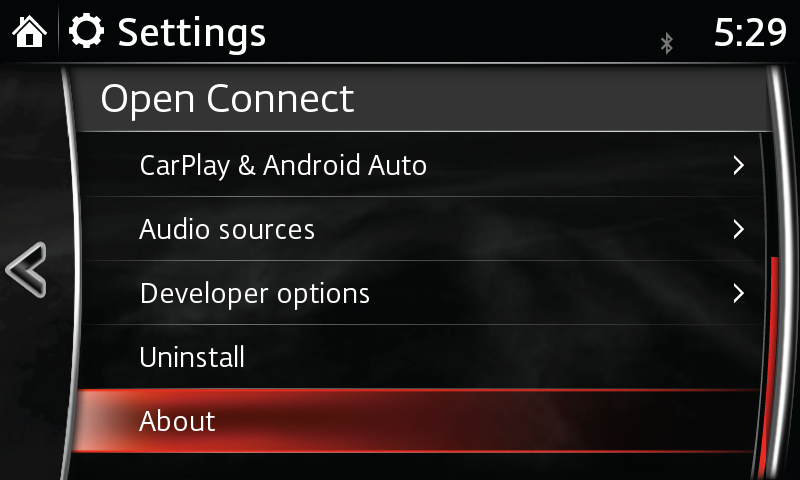 Settings
5:29
Open Connect
CarPlay & Android Auto
Audio sources
Developer options
Uninstall
About